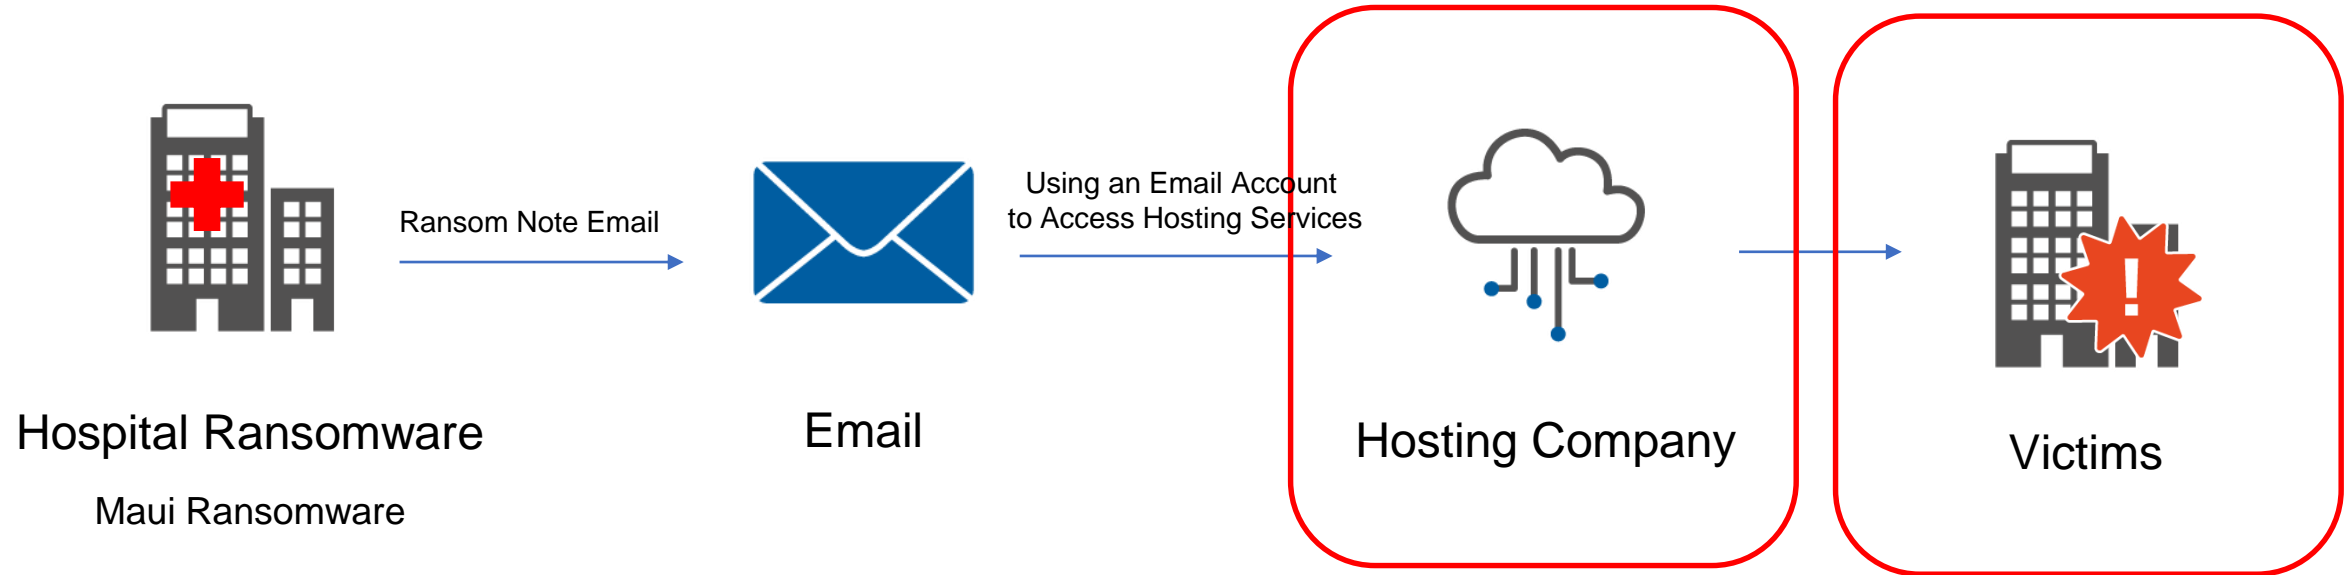 Ransom Note Email
Using an Email Account
to Access Hosting Services
Hospital Ransomware
Maui Ransomware
Email
Hosting Company
Victims